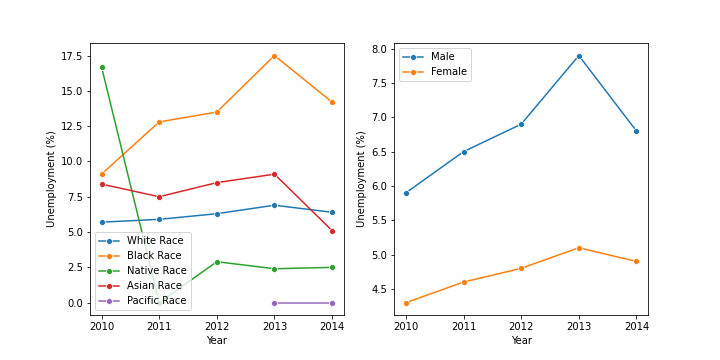 17.5
15.0
12.5
10.0
7.5
5.0
2.5
0.0
Unemployment (%)
White Race
Black Race
Native Race
Asian Race
Pacific Race
2010 2011 2012 2013 2014
Year
8.0
7.5
7.0
6.5
6.0
5.5
5.0
4.5
Unemployment (%)
Male
Female
2010 2011 2012 2013 2014
Year